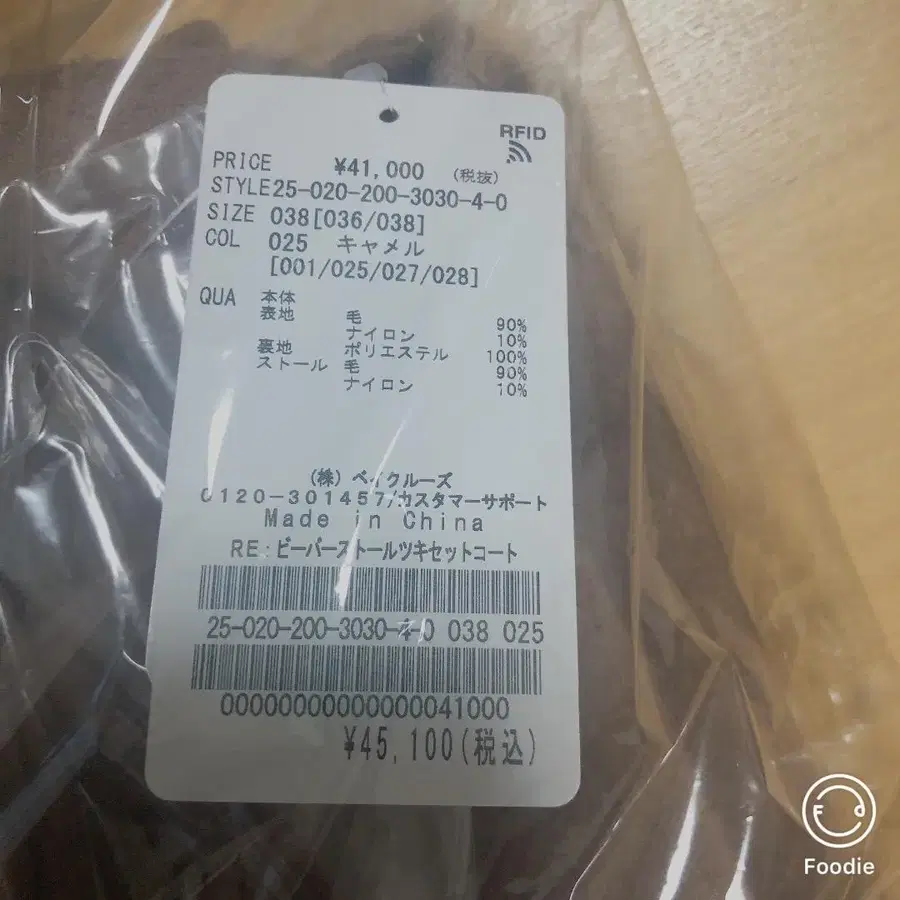 RFID
PRICE ¥41,000 (税抜)
STYLE 25-020-200-3030-4-0
SIZE 038[036/038]
COL 025 キャメル
[001/025/027/028]
QUA 本体
表地 毛 90%
ナイロン 10%
裏地 ポリエステル 100%
ストール 毛 90%
ナイロン 10%
(株)ベイクルーズ
0120-301457/カスタマーサポート
Made in China
RE:ビーバーストールツキセットコート
25-020-200-3030-4-0 038 025
00000000000000041000
¥45,100(税込)
F d
Foodie